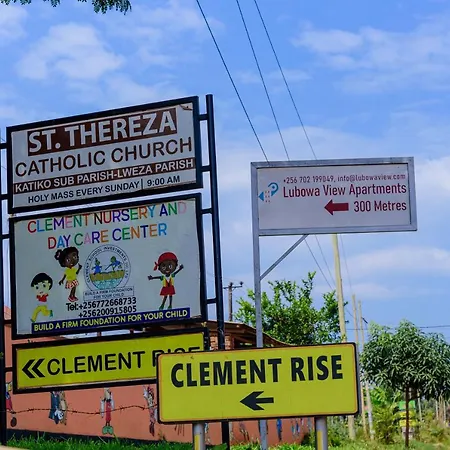 ST. THEREZA
CATHOLIC CHURCH
KATIKO SUB PARISH-LWEZA PARISH
HOLY MASS EVERY SUNDAY 9:00 AM
CLEMENT NURSERY AND
DAY CARE CENTER
Tel:+256772668733
+256200915805
BUILD A FIRM FOUNDATION FOR YOUR CHILD
CLEMENT RISE
+256 702 199049, info@lubowaview.com
Lubowa View Apartments
300 Metres
CLEMENT RISE